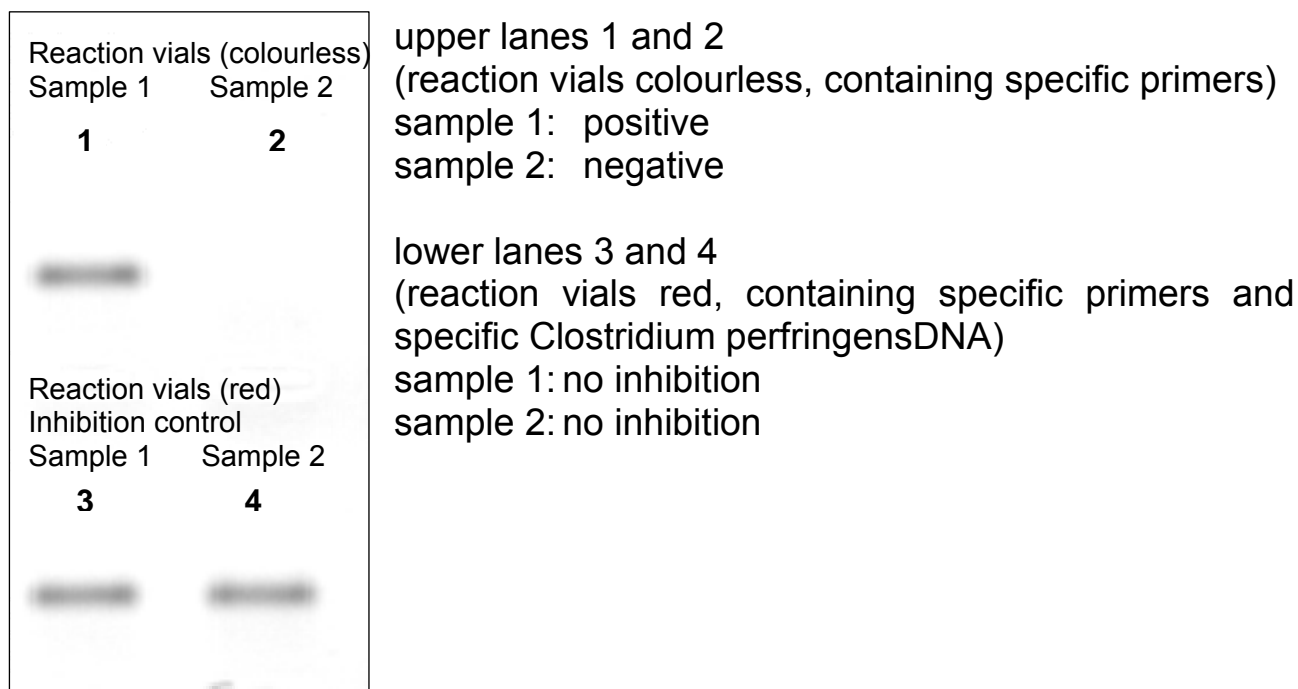 Reaction vials (colourless)
Sample 1 Sample 2
1 2
Reaction vials (red)
Inhibition control
Sample 1 Sample 2
3 4
upper lanes 1 and 2
(reaction vials colourless, containing specific primers)
sample 1: positive
sample 2: negative
lower lanes 3 and 4
(reaction vials red, containing specific primers and
specific Clostridium perfringensDNA)
sample 1: no inhibition
sample 2: no inhibition